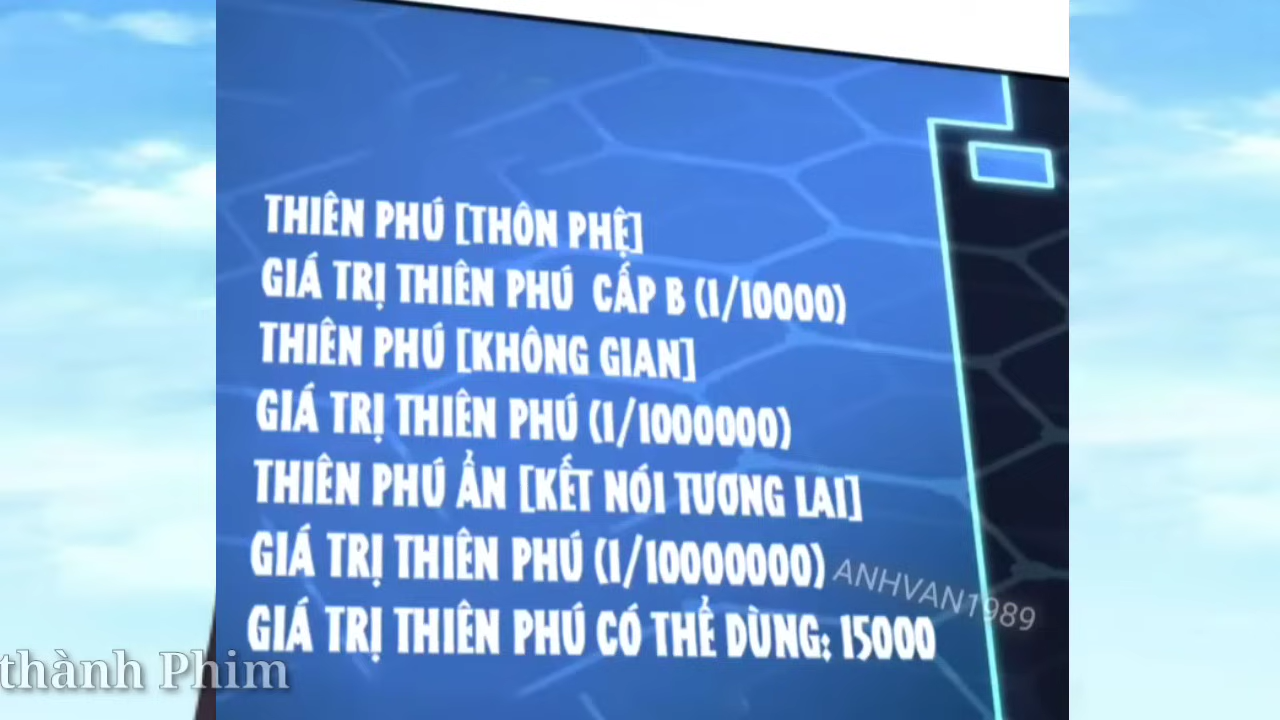 THIÊN PHÚ [THÔN PHỆ]
GIÁ TRỊ THIÊN PHÚ CẤP B (1/10000)
THIÊN PHÚ [KHÔNG GIAN]
GIÁ TRỊ THIÊN PHÚ (1/1000000)
THIÊN PHÚ ẨN [KẾT NÓI TƯƠNG LAI]
GIÁ TRỊ THIÊN PHÚ (1/10000000)
ANHVAN1989
GIÁ TRỊ THIÊN PHÚ CÓ THỂ DÙNG: 15000
thành Phim